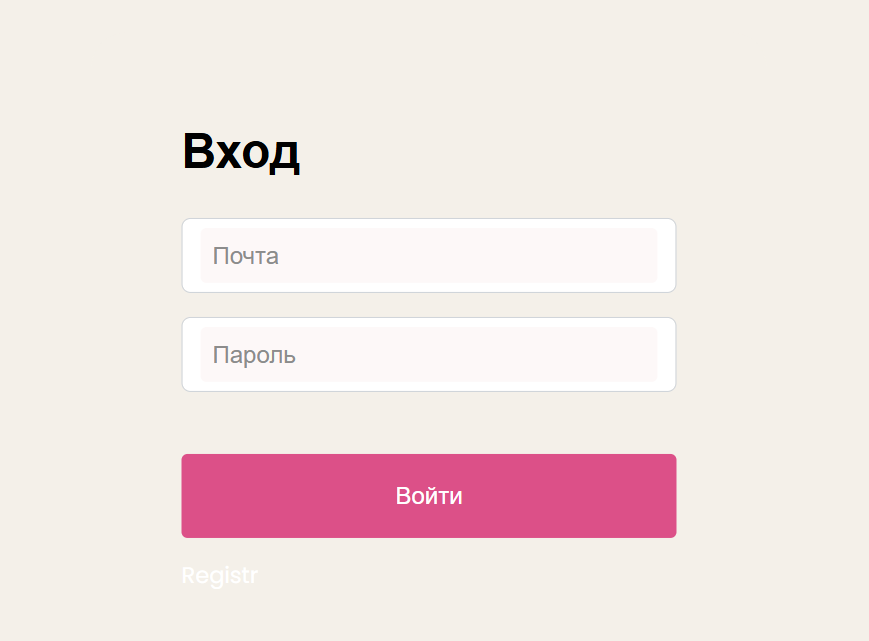 Вход
Почта
Пароль
Войти
Registr